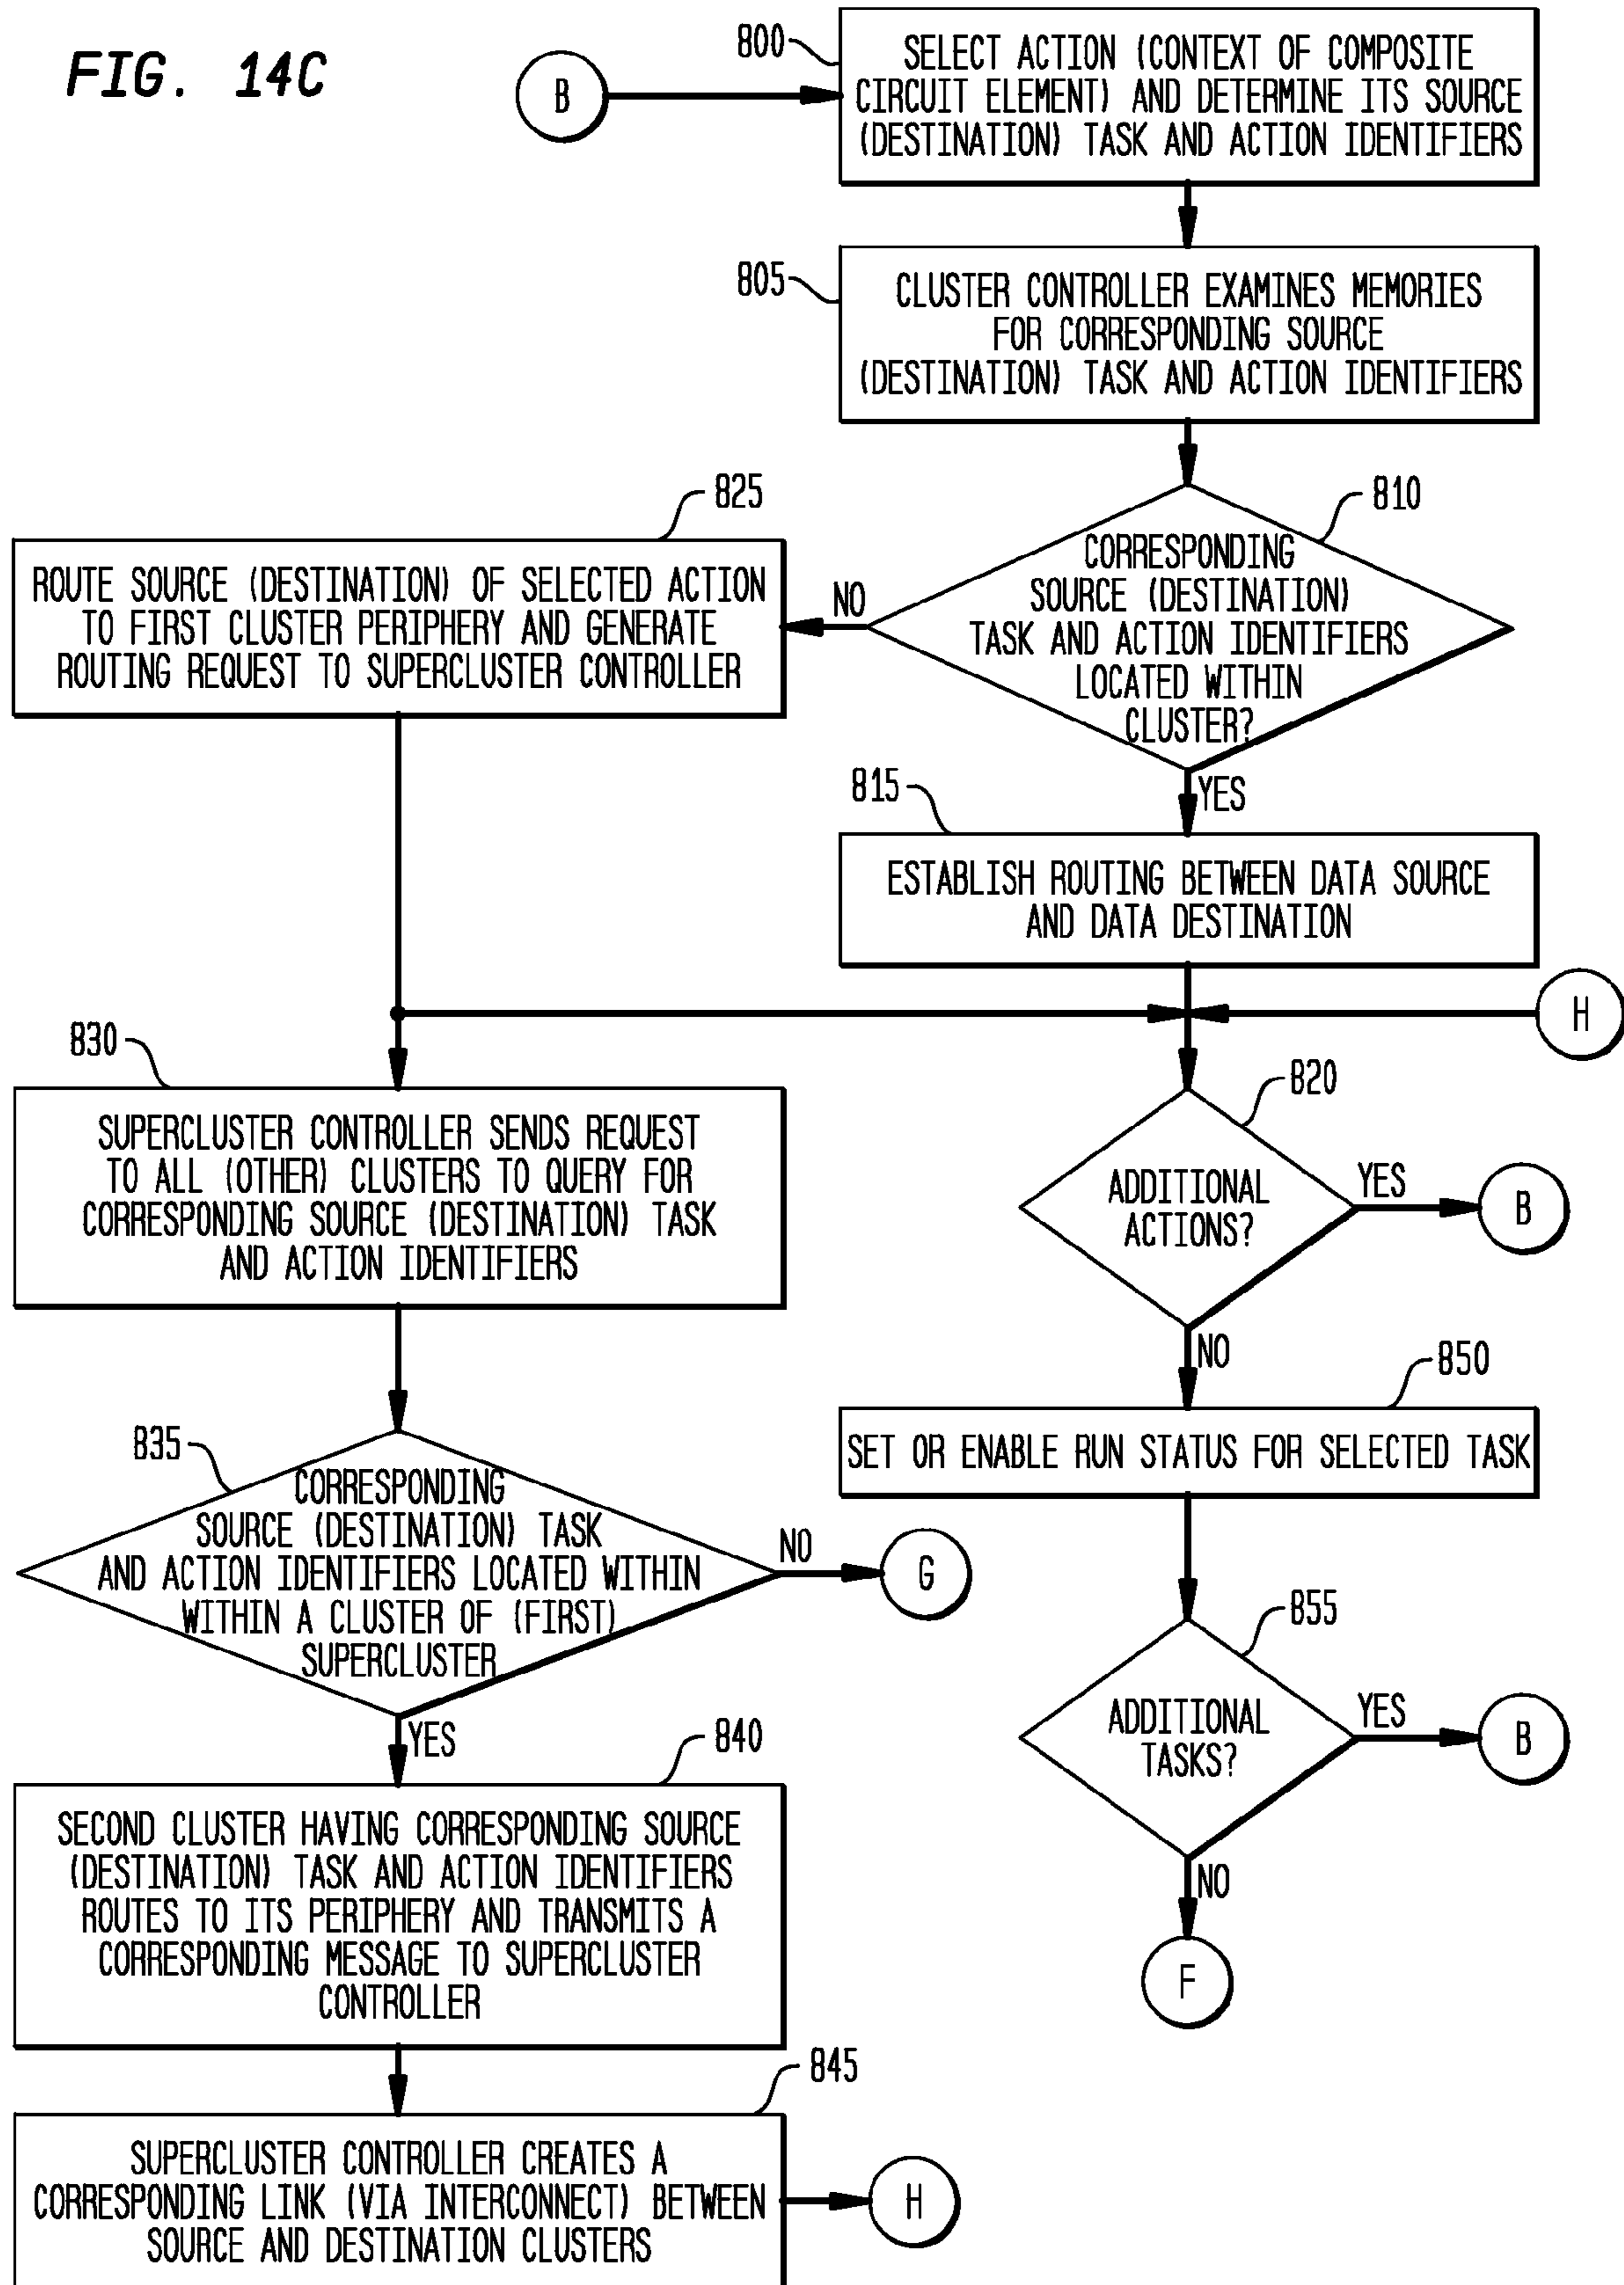 FIG. 14C
B
800
SELECT ACTION (CONTEXT OF COMPOSITE
CIRCUIT ELEMENT) AND DETERMINE ITS SOURCE
(DESTINATION) TASK AND ACTION IDENTIFIERS
805
CLUSTER CONTROLLER EXAMINES MEMORIES
FOR CORRESPONDING SOURCE
(DESTINATION) TASK AND ACTION IDENTIFIERS
810
CORRESPONDING
SOURCE (DESTINATION)
TASK AND ACTION IDENTIFIERS
LOCATED WITHIN
CLUSTER?
NO
825
ROUTE SOURCE (DESTINATION) OF SELECTED ACTION
TO FIRST CLUSTER PERIPHERY AND GENERATE
ROUTING REQUEST TO SUPERCLUSTER CONTROLLER
YES
815
ESTABLISH ROUTING BETWEEN DATA SOURCE
AND DATA DESTINATION
H
820
ADDITIONAL
ACTIONS?
YES
B
NO
830
SUPERCLUSTER CONTROLLER SENDS REQUEST
TO ALL (OTHER) CLUSTERS TO QUERY FOR
CORRESPONDING SOURCE (DESTINATION) TASK
AND ACTION IDENTIFIERS
850
SET OR ENABLE RUN STATUS FOR SELECTED TASK
835
CORRESPONDING
SOURCE (DESTINATION) TASK
AND ACTION IDENTIFIERS LOCATED WITHIN
WITHIN A CLUSTER OF (FIRST)
SUPERCLUSTER
NO
G
YES
855
ADDITIONAL
TASKS?
YES
B
NO
F
840
SECOND CLUSTER HAVING CORRESPONDING SOURCE
(DESTINATION) TASK AND ACTION IDENTIFIERS
ROUTES TO ITS PERIPHERY AND TRANSMITS A
CORRESPONDING MESSAGE TO SUPERCLUSTER
CONTROLLER
845
SUPERCLUSTER CONTROLLER CREATES A
CORRESPONDING LINK (VIA INTERCONNECT) BETWEEN
SOURCE AND DESTINATION CLUSTERS
H